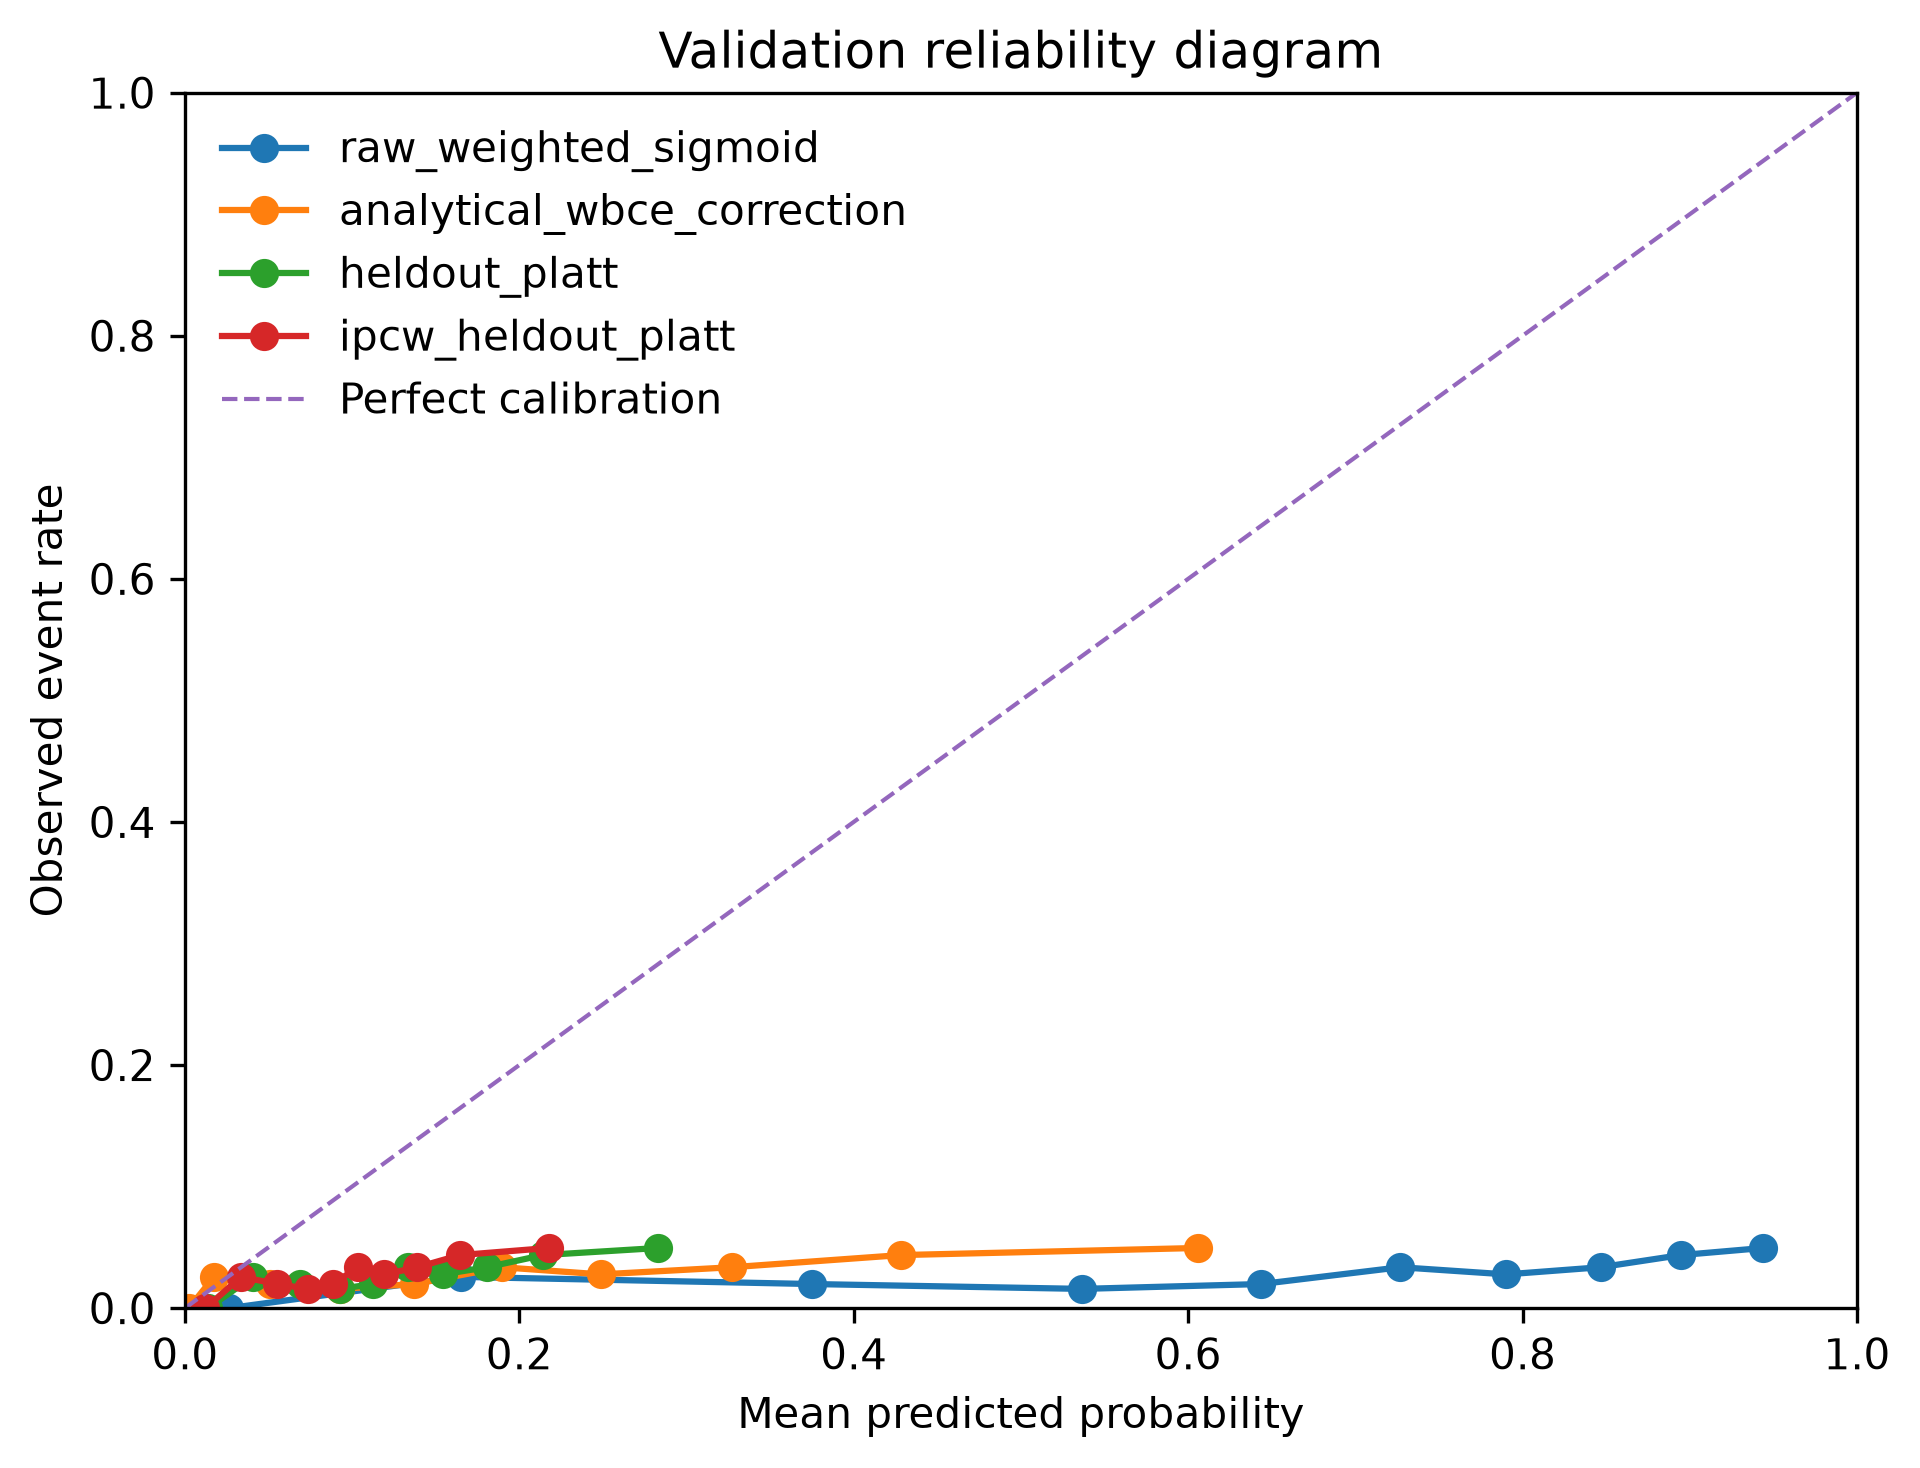 Validation reliability diagram
raw_weighted_sigmoid
analytical_wbce_correction
heldout_platt
ipcw_heldout_platt
Perfect calibration
Observed event rate
1.0
0.8
0.6
0.4
0.2
0.0
0.0 0.2 0.4 0.6 0.8 1.0
Mean predicted probability